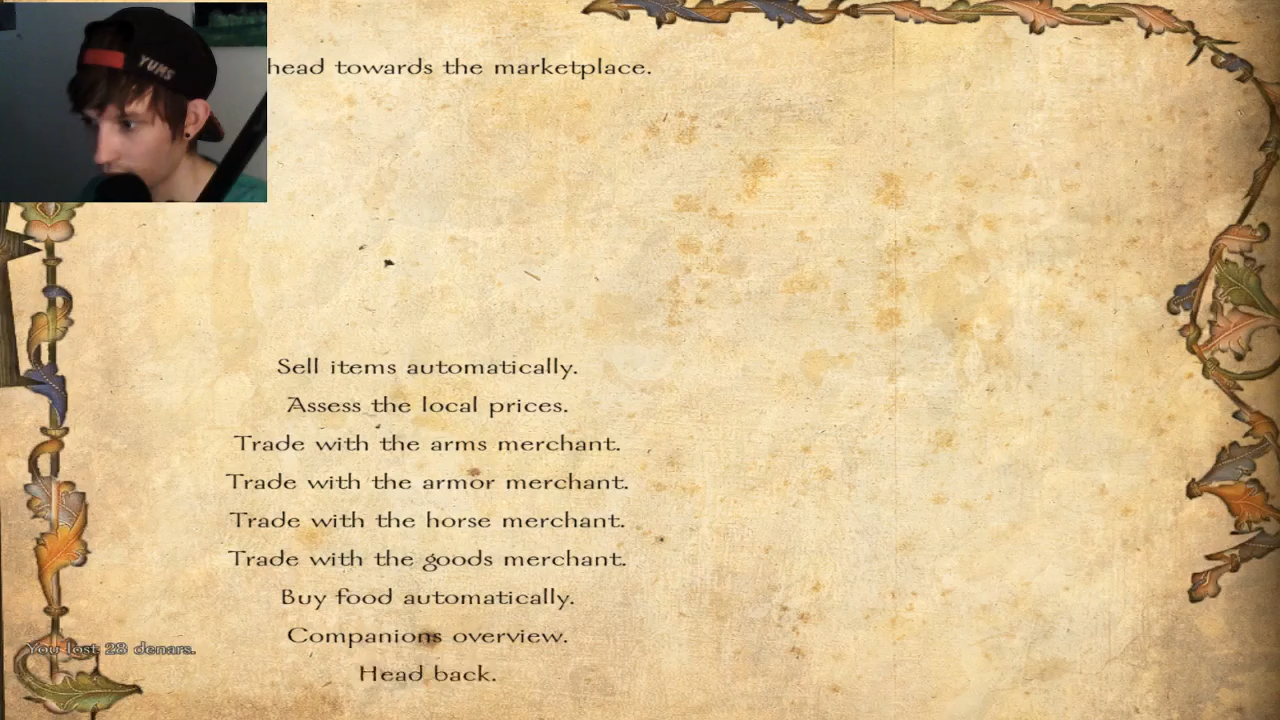 YUMS
head towards the marketplace.
Sell items automatically.
Assess the local prices.
Trade with the arms merchant.
Trade with the armor merchant.
Trade with the horse merchant.
Trade with the goods merchant.
Buy food automatically.
Companions overview.
You lost 28 denars.
Head back.